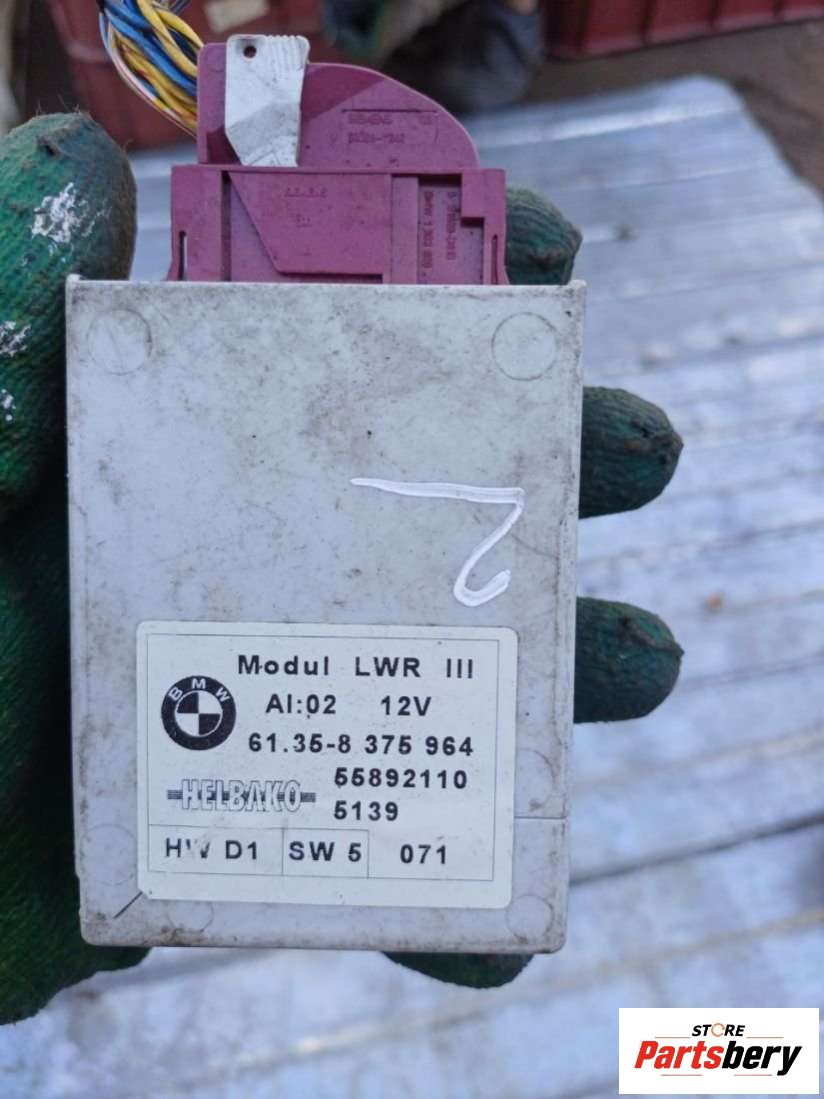 BMW
Modul LWR III
AI:02 12V
61.35-8 375 964
HELBAKO
55892110
5139
HW D1
SW 5
071
STORE
Partsbery